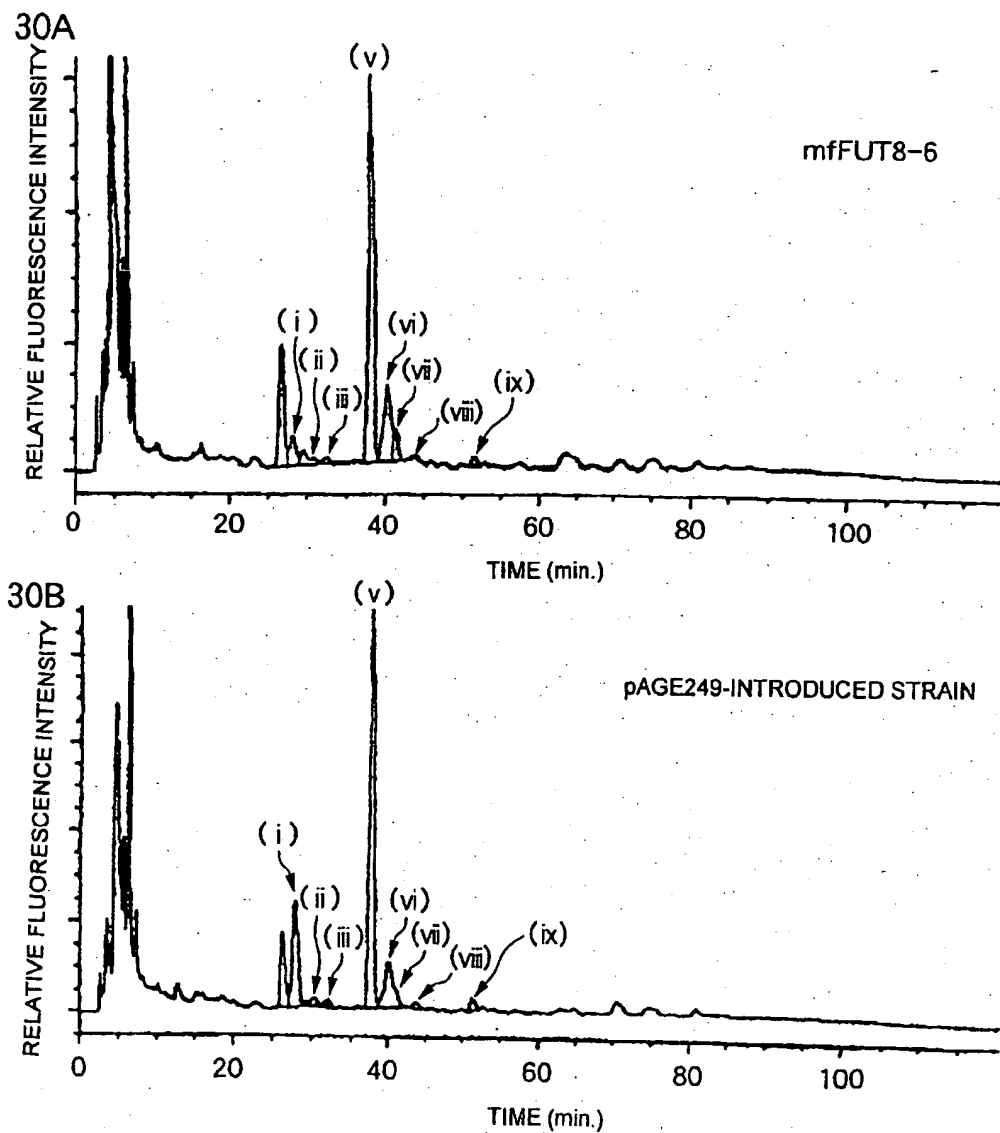 30A
RELATIVE FLUORESCENCE INTENSITY
(v)
mfFUT8-6
(i)
(ii)
(iii)
(vi)
(vii)
(viii)
(ix)
0 20 40 60 80 100
TIME (min.)
30B
RELATIVE FLUORESCENCE INTENSITY
(v)
pAGE249-INTRODUCED STRAIN
(i)
(ii)
(iii)
(vi)
(vii)
(viii)
(ix)
0 20 40 60 80 100
TIME (min.)